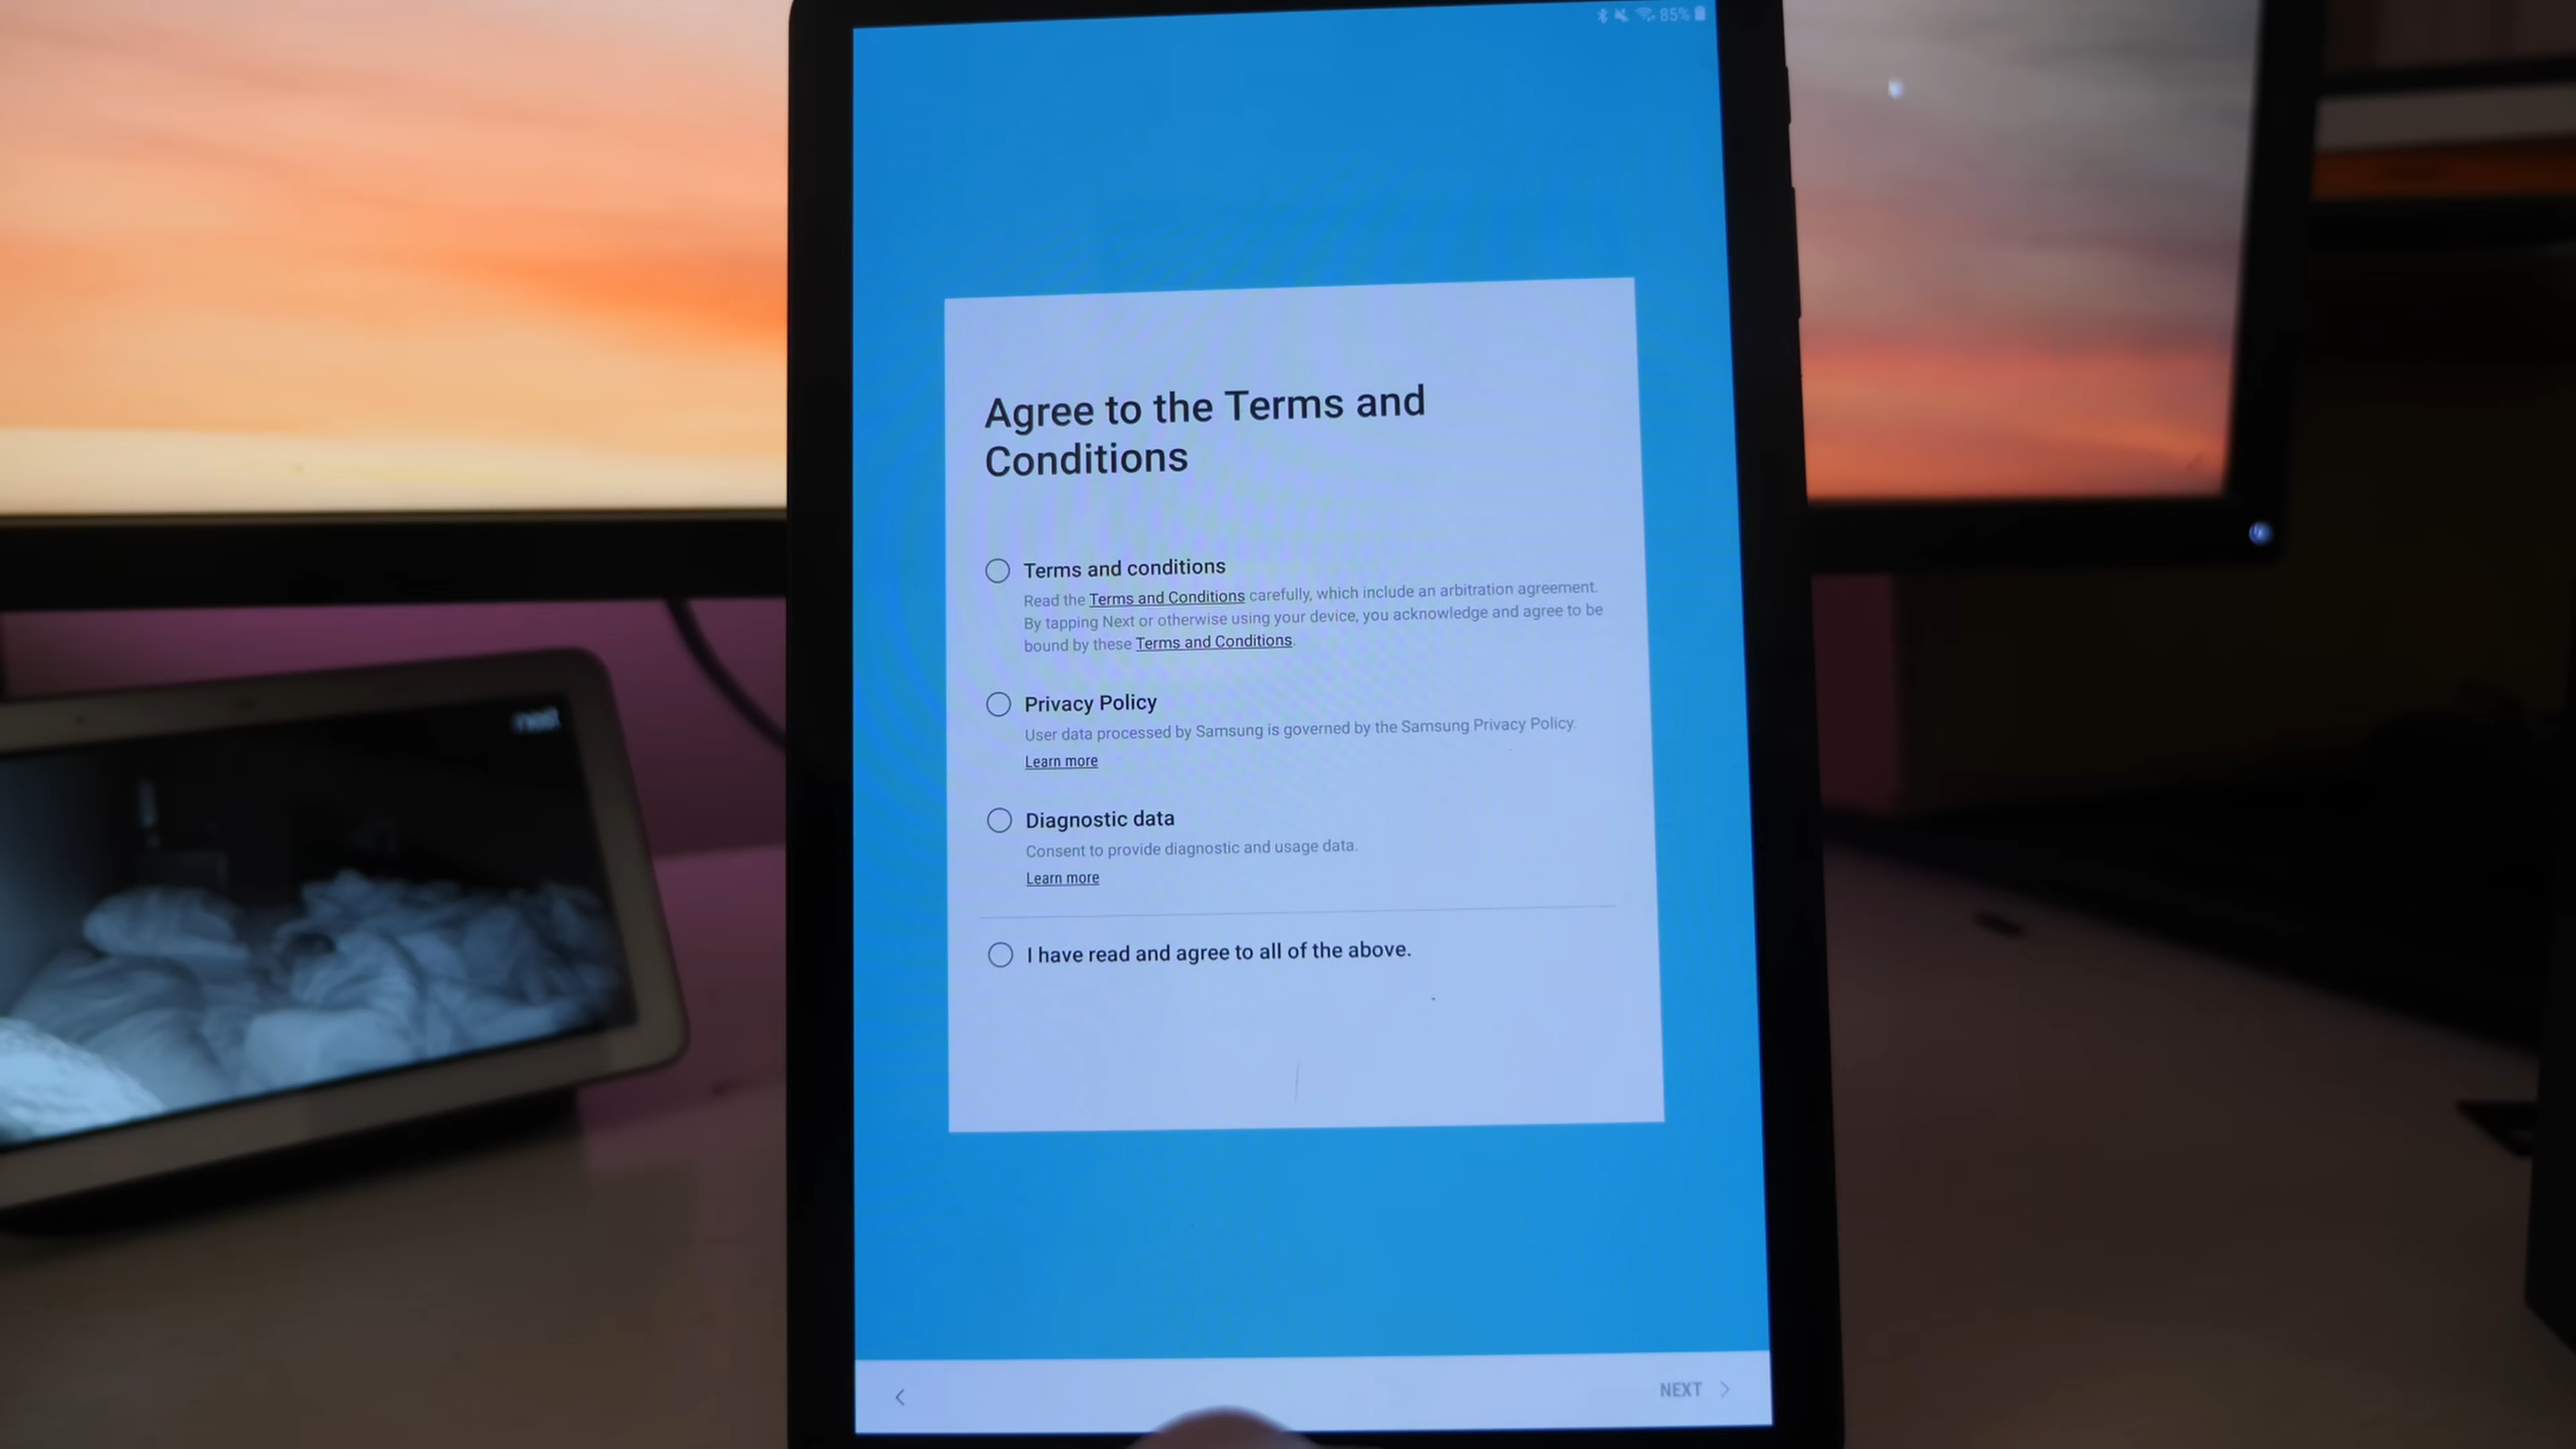 85%
Agree to the Terms and
Conditions
Terms and conditions
Read the Terms and Conditions carefully, which include an arbitration agreement.
By tapping Next or otherwise using your device, you acknowledge and agree to be
bound by these Terms and Conditions.
Privacy Policy
User data processed by Samsung is governed by the Samsung Privacy Policy.
Learn more
Diagnostic data
Consent to provide diagnostic and usage data.
Learn more
I have read and agree to all of the above.
NEXT
nest